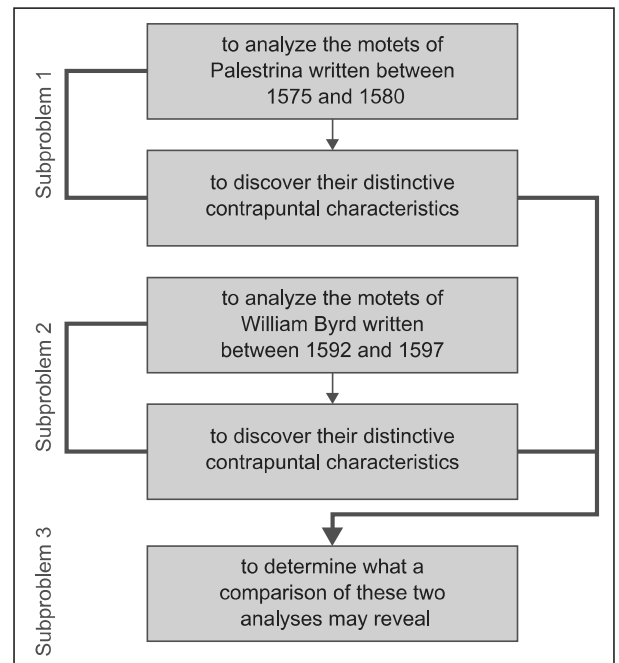 Subproblem 1
to analyze the motets of
Palestrina written between
1575 and 1580
to discover their distinctive
contrapuntal characteristics
Subproblem 2
to analyze the motets of
William Byrd written
between 1592 and 1597
to discover their distinctive
contrapuntal characteristics
Subproblem 3
to determine what a
comparison of these two
analyses may reveal